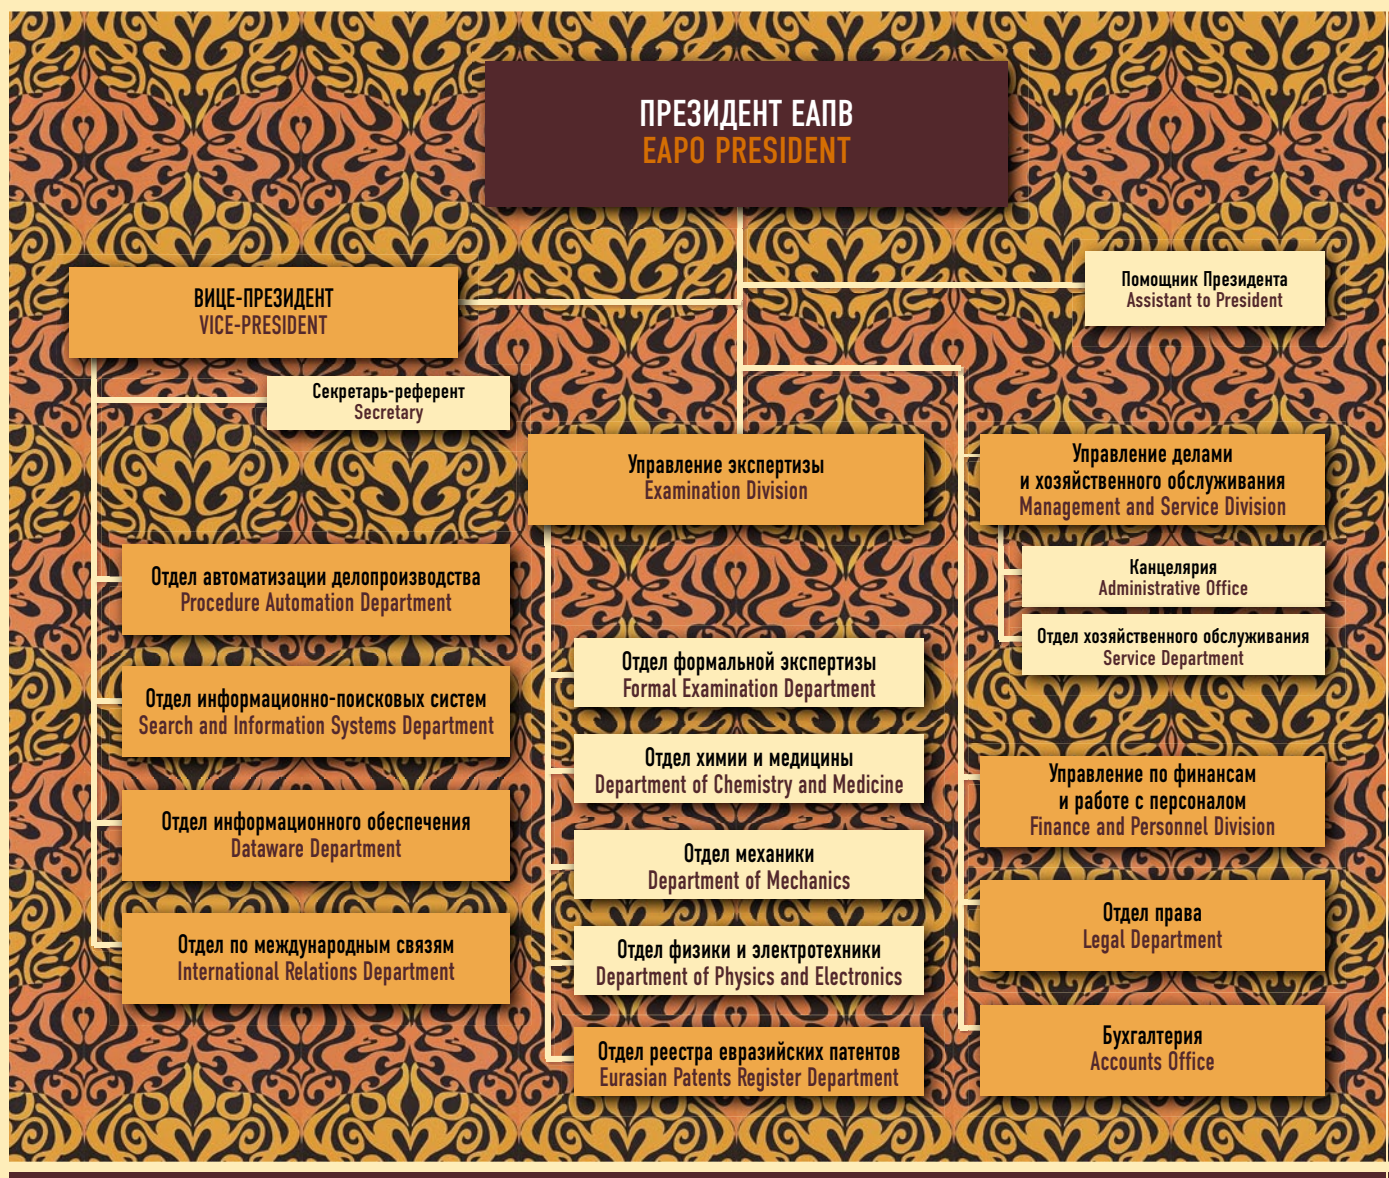 ПРЕЗИДЕНТ ЕАПВ
EAPO PRESIDENT
Помощник Президента
Assistant to President
ВИЦЕ-ПРЕЗИДЕНТ
VICE-PRESIDENT
Секретарь-референт
Secretary
Отдел автоматизации делопроизводства
Procedure Automation Department
Отдел информационно-поисковых систем
Search and Information Systems Department
Отдел информационного обеспечения
Dataware Department
Отдел по международным связям
International Relations Department
Управление экспертизы
Examination Division
Отдел формальной экспертизы
Formal Examination Department
Отдел химии и медицины
Department of Chemistry and Medicine
Отдел механики
Department of Mechanics
Отдел физики и электротехники
Department of Physics and Electronics
Отдел реестра евразийских патентов
Eurasian Patents Register Department
Управление делами
и хозяйственного обслуживания
Management and Service Division
Канцелярия
Administrative Office
Отдел хозяйственного обслуживания
Service Department
Управление по финансам
и работе с персоналом
Finance and Personnel Division
Отдел права
Legal Department
Бухгалтерия
Accounts Office